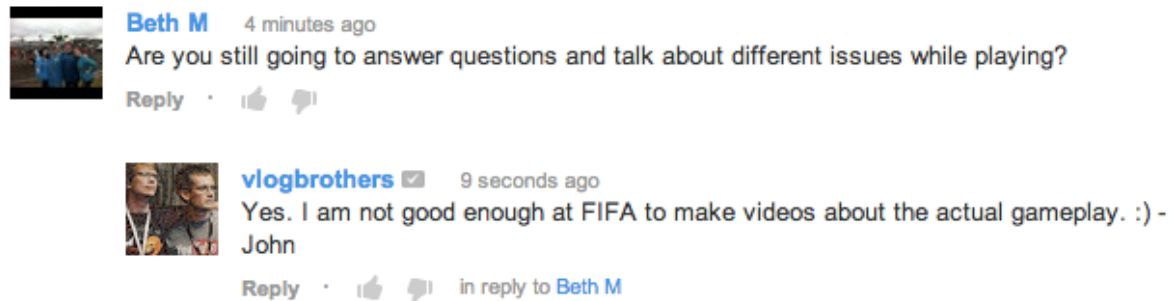 Beth M 4 minutes ago
Are you still going to answer questions and talk about different issues while playing?
Reply ·
vlogbrothers 9 seconds ago
Yes. I am not good enough at FIFA to make videos about the actual gameplay. :) -
John
Reply · in reply to Beth M